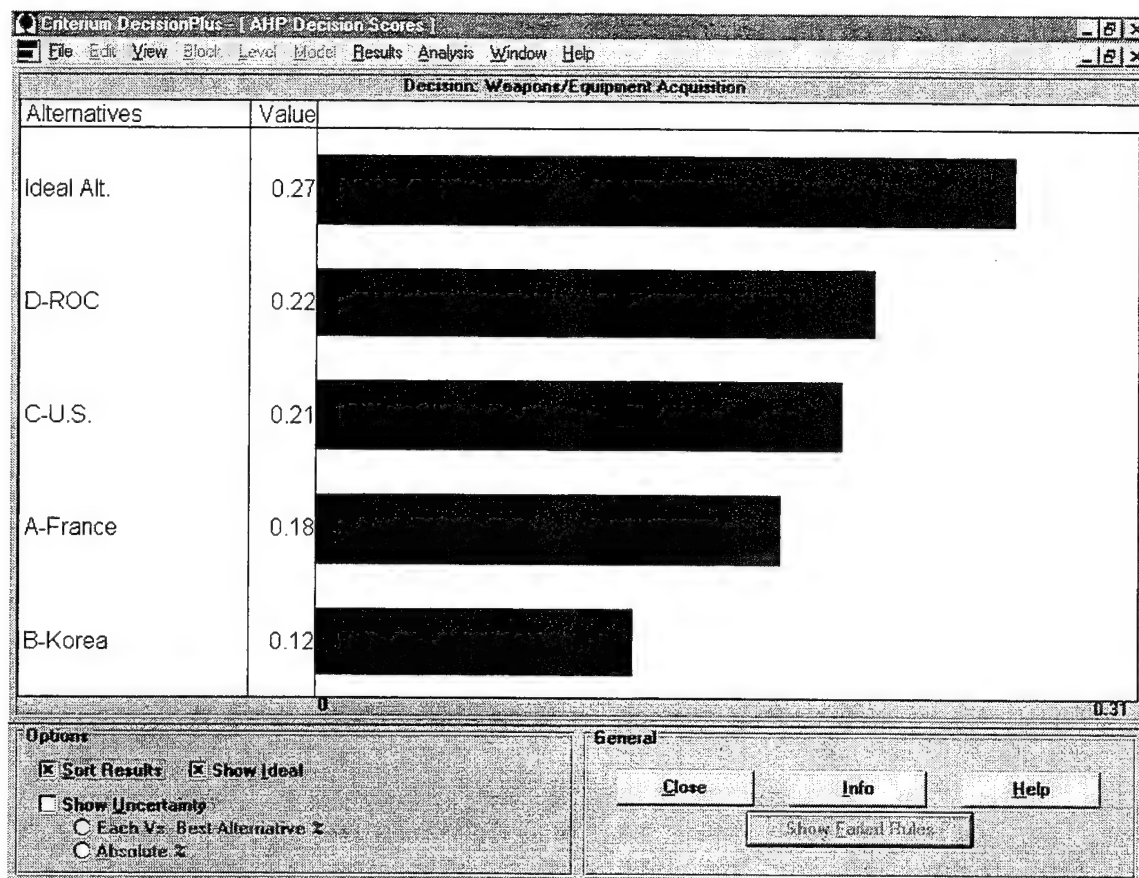 Criterium DecisionPlus - [ AHP Decision Scores ]
File Edit View Block Level Model Results Analysis Window Help
Decision: Weapons/Equipment Acquisition
Alternatives Value
Ideal Alt. 0.27
D-ROC 0.22
C-U.S. 0.21
A-France 0.18
B-Korea 0.12
0 0.31
Options
Sort Results Show Ideal
Show Uncertainty
Each Vs. Best Alternative %
Absolute %
General
Close Info Help
Show Failed Rules